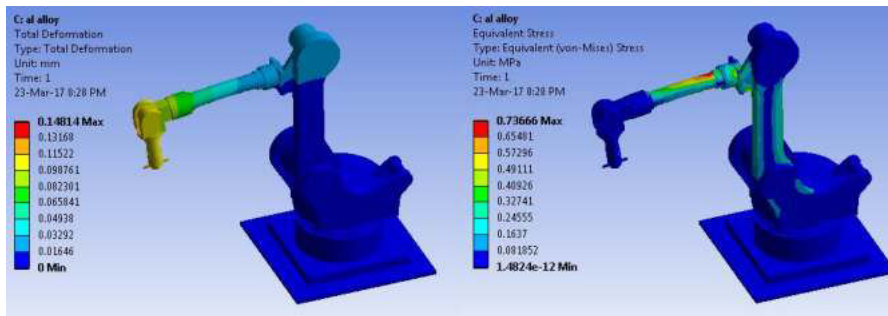 C: al alloy
Total Deformation
Type: Total Deformation
Unit: mm
Time: 1
23-Mar-17 8:28 PM
0.14814 Max
0.13168
0.11522
0.098761
0.082301
0.065841
0.04938
0.03292
0.01646
0 Min
C: al alloy
Equivalent Stress
Type: Equivalent (von-Mises) Stress
Unit: MPa
Time: 1
23-Mar-17 8:28 PM
0.73666 Max
0.65481
0.57296
0.49111
0.40926
0.32741
0.24555
0.1637
0.081852
1.4824e-12 Min